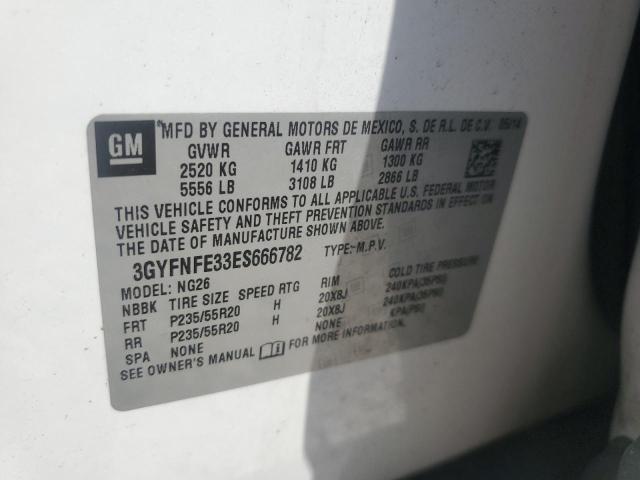 GM
MFD BY GENERAL MOTORS DE MEXICO, S. DE R.L. DE C.V. 05/14
GVWR GAWR FRT GAWR RR
2520 KG 1410 KG 1300 KG
5556 LB 3108 LB 2866 LB
THIS VEHICLE CONFORMS TO ALL APPLICABLE U.S. FEDERAL MOTOR
VEHICLE SAFETY AND THEFT PREVENTION STANDARDS IN EFFECT ON
THE DATE OF MANUFACTURE SHOWN ABOVE.
3GYFNFE33ES666782 TYPE: M.P.V.
MODEL: NG26
NBBK TIRE SIZE SPEED RTG RIM COLD TIRE PRESSURE
FRT P235/55R20 H 20X8J 240KPA(35PSI)
RR P235/55R20 H 20X8J 240KPA(35PSI)
SPA NONE NONE KPA(PSI)
SEE OWNER'S MANUAL FOR MORE INFORMATION.